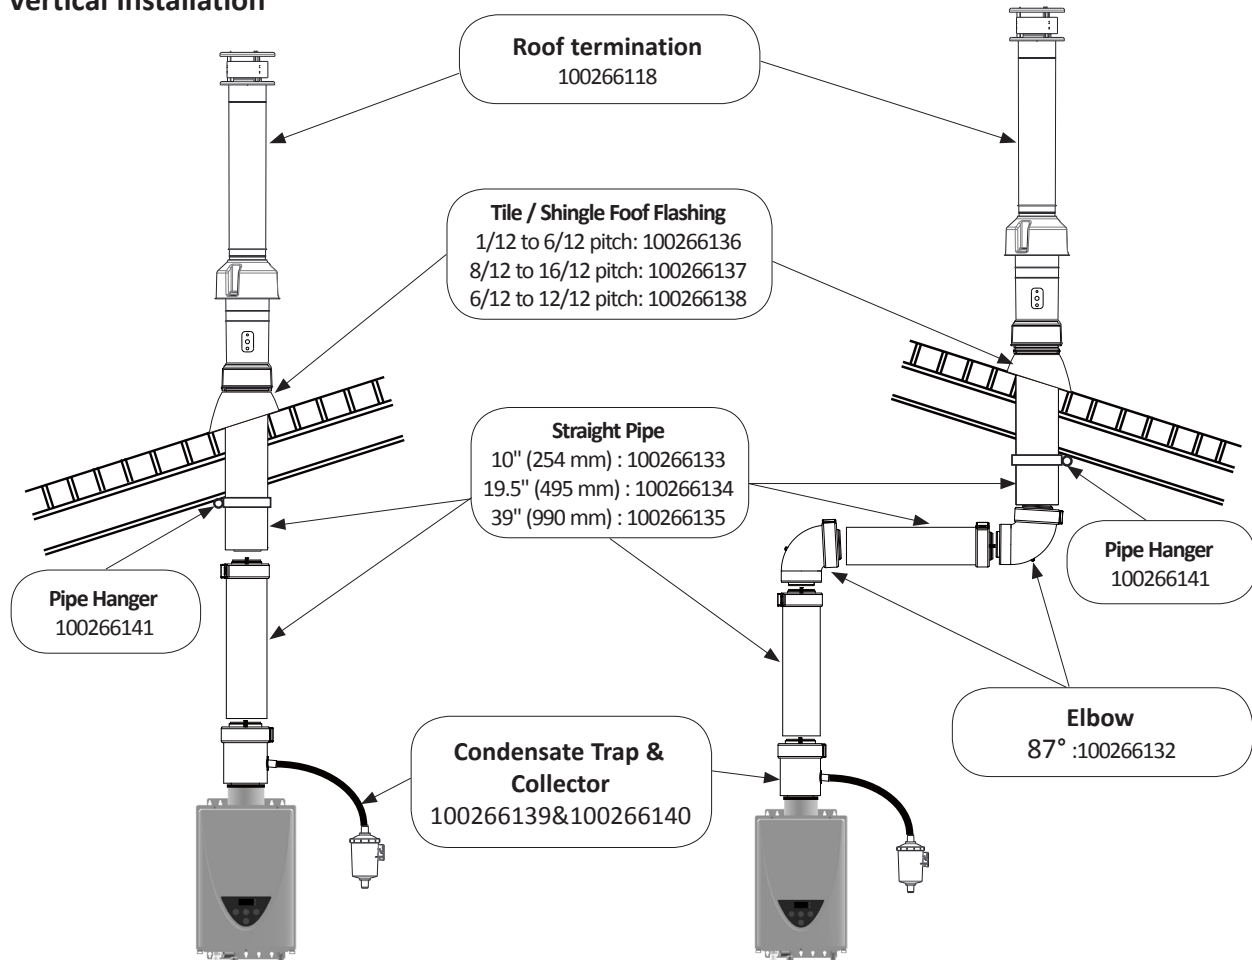 Vertical Installation
Roof termination
100266118
Tile / Shingle Foof Flashing
1/12 to 6/12 pitch: 100266136
8/12 to 16/12 pitch: 100266137
6/12 to 12/12 pitch: 100266138
Straight Pipe
10" (254 mm) : 100266133
19.5" (495 mm) : 100266134
39" (990 mm) : 100266135
Pipe Hanger
100266141
Pipe Hanger
100266141
Elbow
87° :100266132
Condensate Trap &
Collector
100266139&100266140